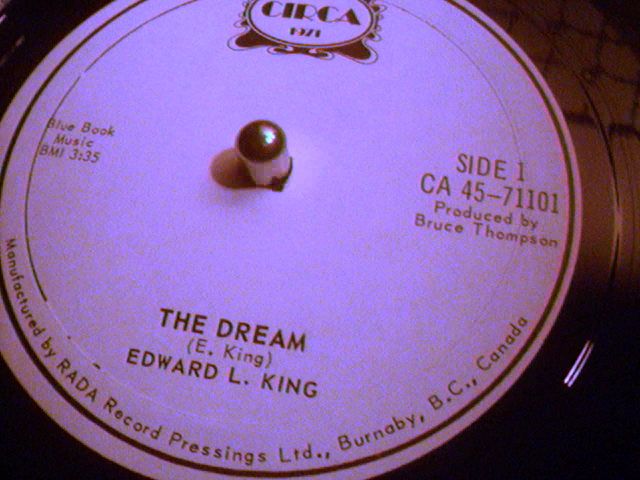 CIRCA
1971
Blue Book
Music
BMI 3:35
SIDE 1
CA 45-71101
Produced by
Bruce Thompson
THE DREAM
(E. King)
EDWARD L. KING
Manufactured by RADA Record Pressings Ltd., Burnaby, B.C., Canada